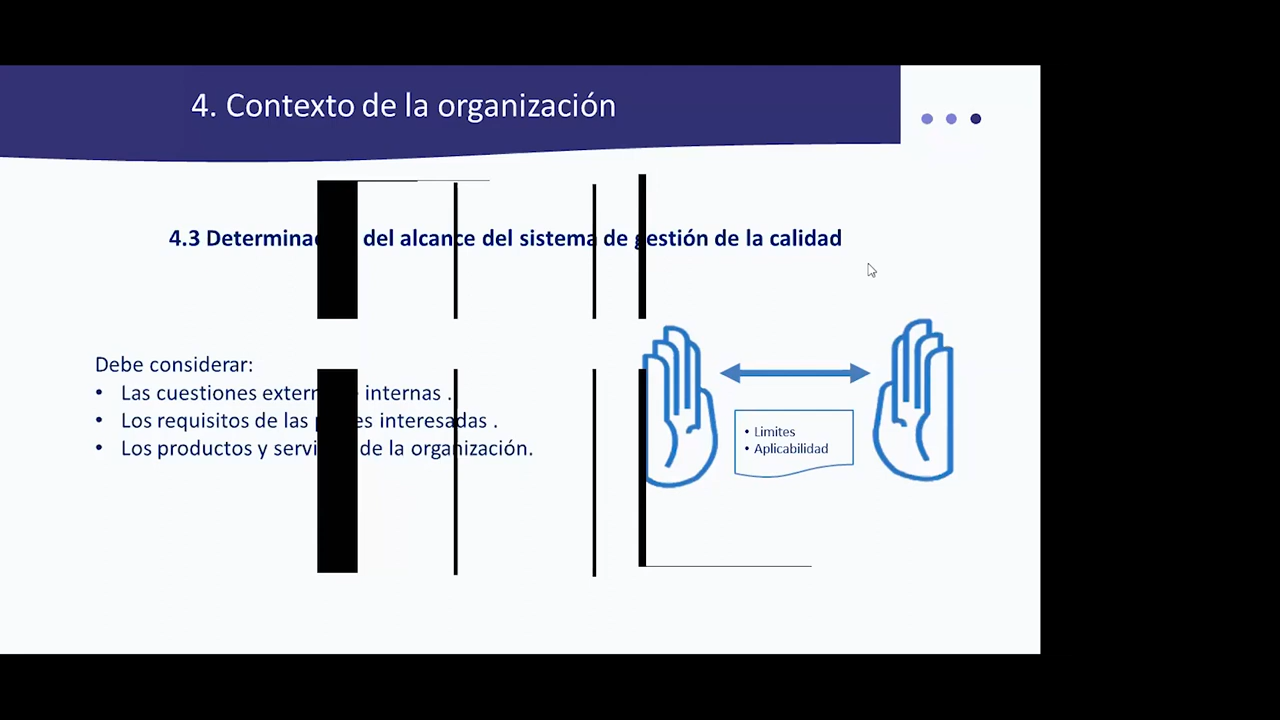 4. Contexto de la organización
4.3 Determinación del alcance del sistema de gestión de la calidad
Debe considerar:
• Las cuestiones externas e internas .
• Los requisitos de las partes interesadas .
• Los productos y servicios de la organización.
• Limites
• Aplicabilidad